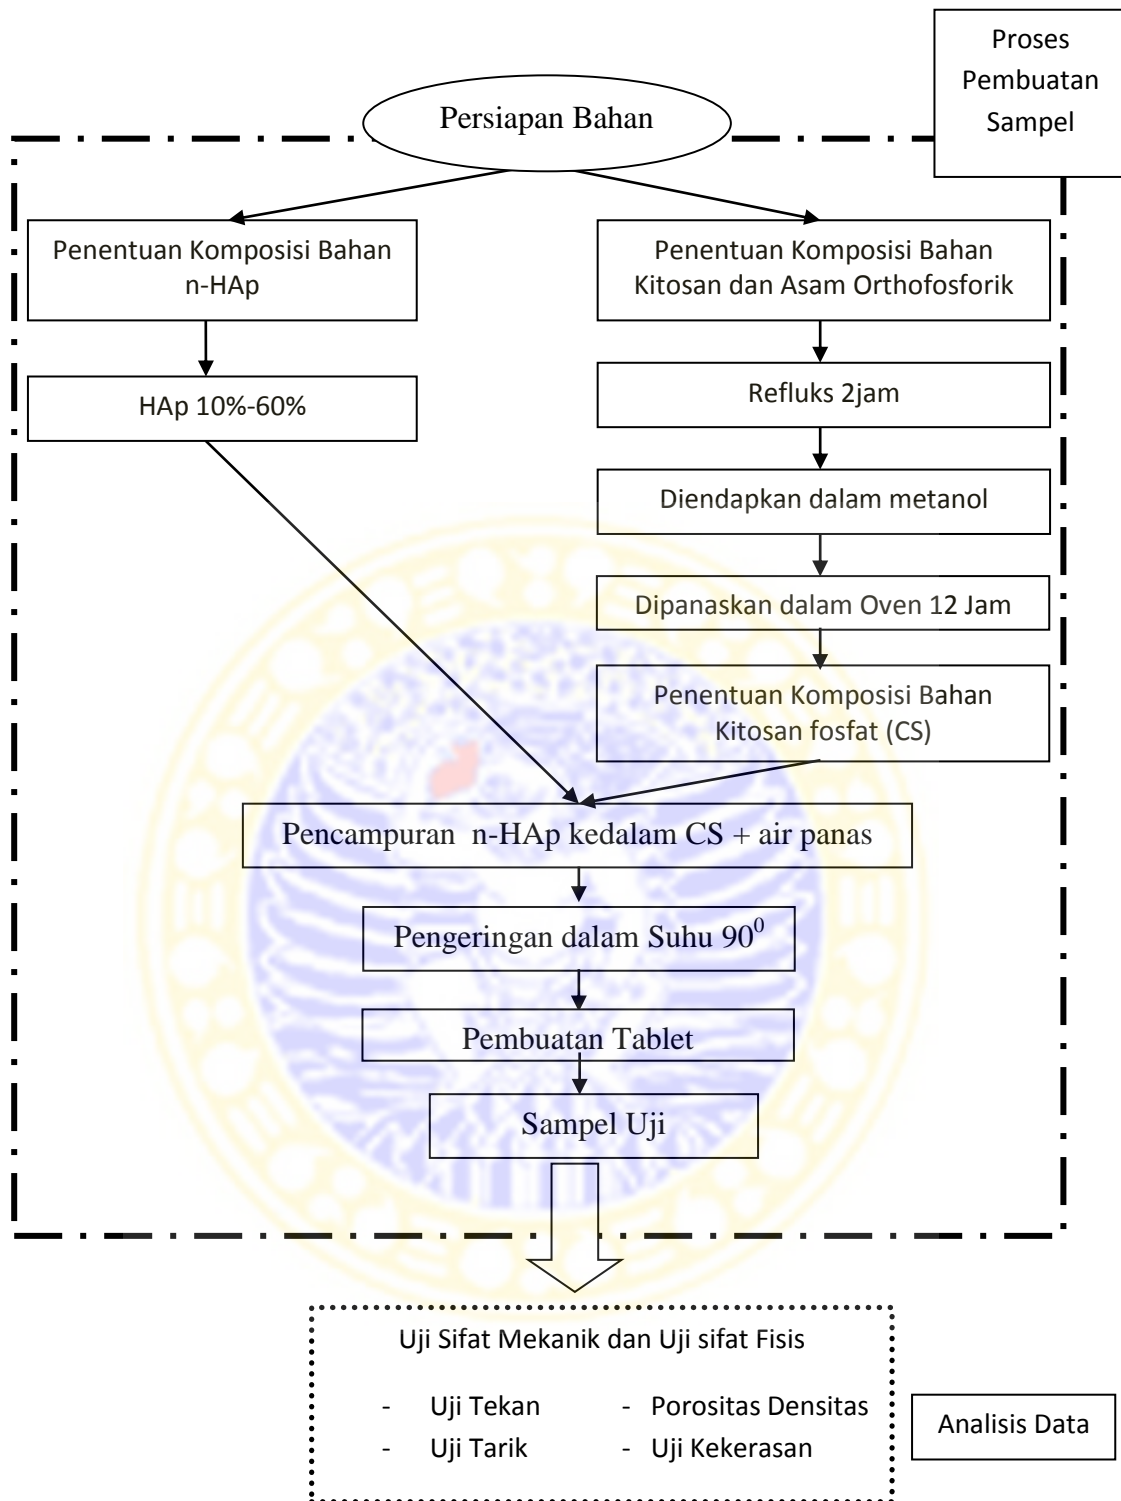 Proses
Pembuatan
Sampel
Persiapan Bahan
Penentuan Komposisi Bahan
n-HAp
Penentuan Komposisi Bahan
Kitosan dan Asam Orthofosforik
HAp 10%-60%
Refluks 2jam
Diendapkan dalam metanol
Dipanaskan dalam Oven 12 Jam
Penentuan Komposisi Bahan
Kitosan fosfat (CS)
Pencampuran n-HAp kedalam CS + air panas
Pengeringan dalam Suhu 90⁰
Pembuatan Tablet
Sampel Uji
Uji Sifat Mekanik dan Uji sifat Fisis
- Uji Tekan - Porositas Densitas
- Uji Tarik - Uji Kekerasan
Analisis Data